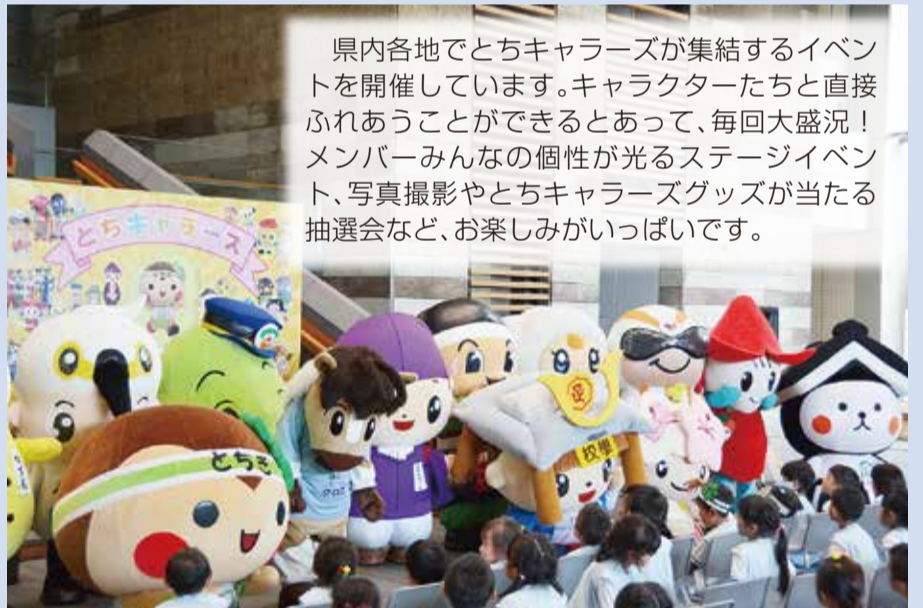 県内各地でとちキャラーズが集結するイベン
トを開催しています。キャラクターたちと直接
ふれあうことができるとあって、毎回大盛況！
メンバーみんなの個性が光るステージイベン
ト、写真撮影やとちキャラーズグッズが当たる
抽選会など、お楽しみがいっぱいです。
とちキャラーズ
とちぎ
學校